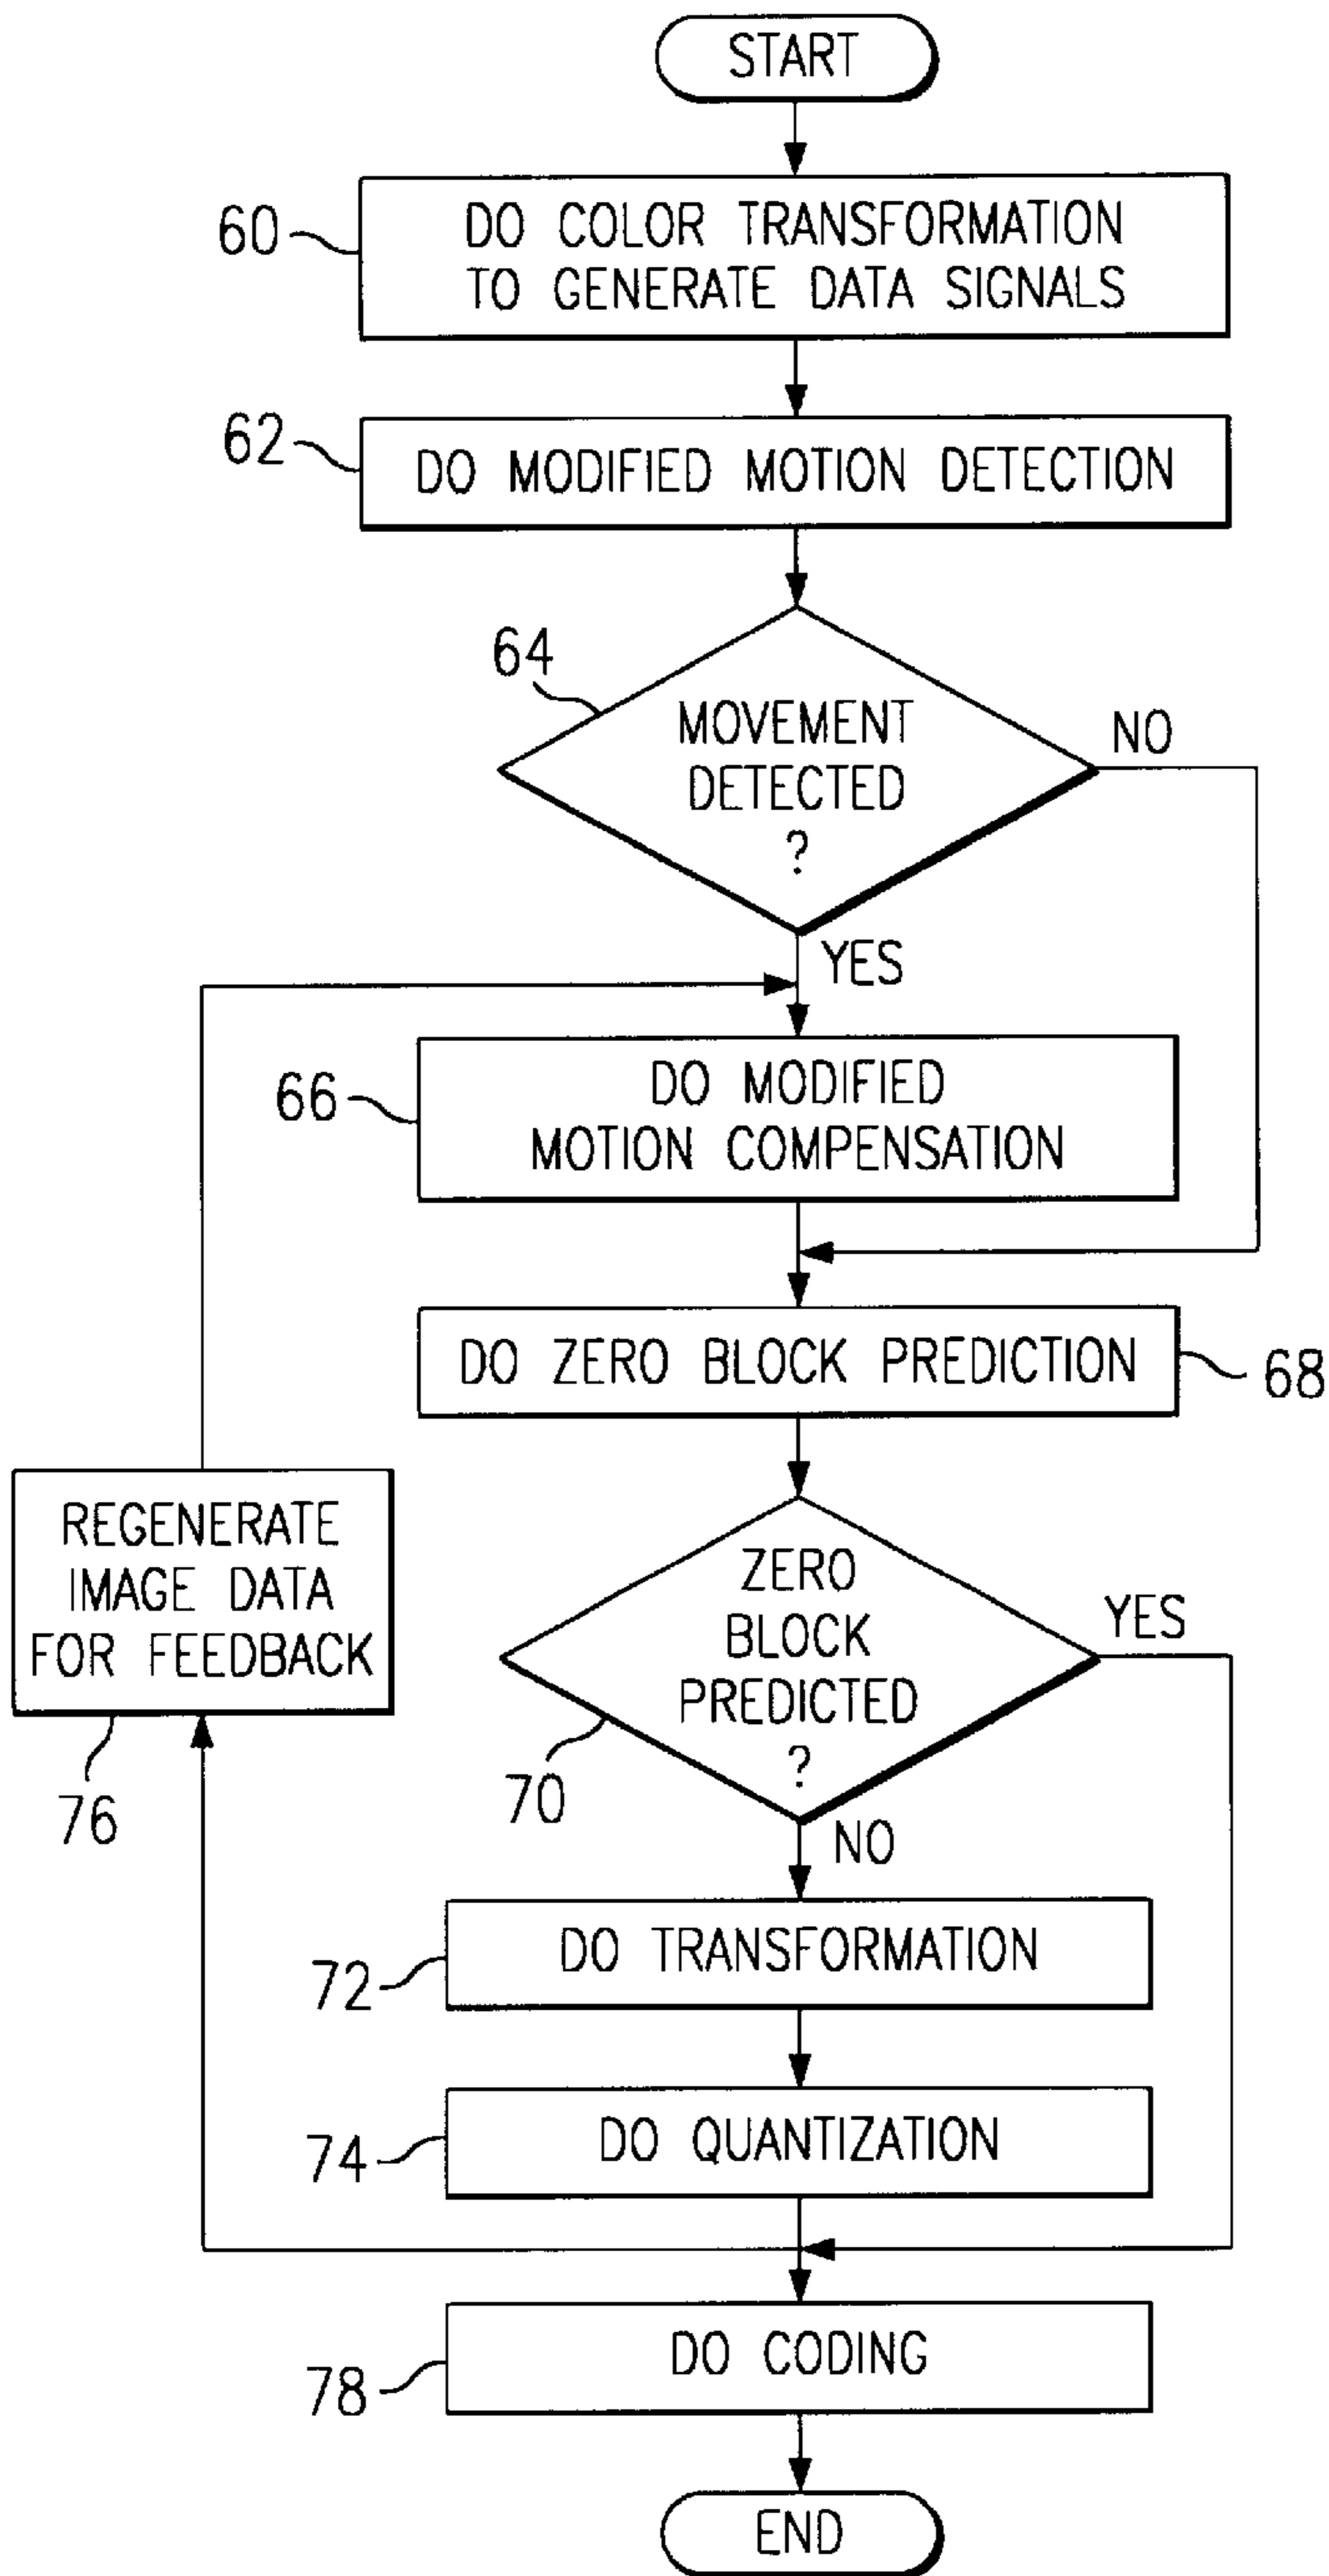 START
60
DO COLOR TRANSFORMATION
TO GENERATE DATA SIGNALS
62
DO MODIFIED MOTION DETECTION
64
MOVEMENT
DETECTED
?
NO
YES
66
DO MODIFIED
MOTION COMPENSATION
DO ZERO BLOCK PREDICTION
68
REGENERATE
IMAGE DATA
FOR FEEDBACK
76
ZERO
BLOCK
PREDICTED
?
YES
70
NO
72
DO TRANSFORMATION
74
DO QUANTIZATION
78
DO CODING
END